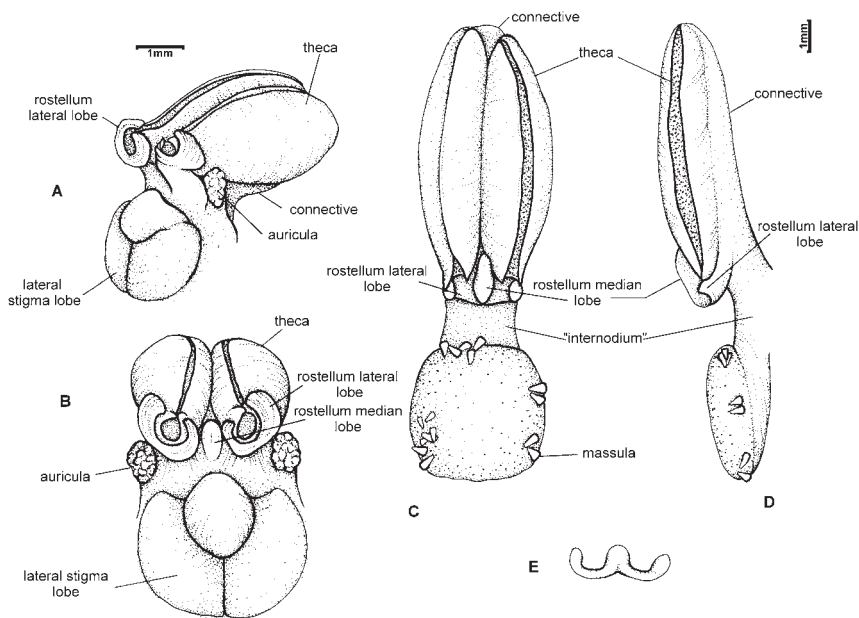 1mm
theca
rostellum
lateral lobe
A
connective
auricula
lateral
stigma lobe
theca
B
rostellum lateral
lobe
rostellum median
lobe
auricula
lateral stigma
lobe
connective
theca
1mm
connective
rostellum lateral
lobe
rostellum lateral
lobe
rostellum median
lobe
"internodium"
massula
C
D
E